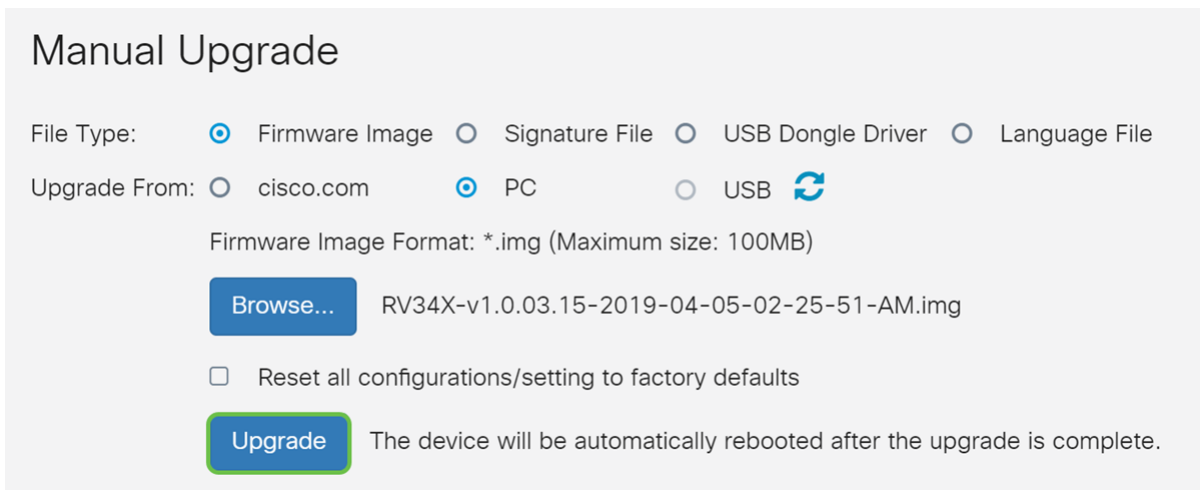 Manual Upgrade
File Type: Firmware Image Signature File USB Dongle Driver Language File
Upgrade From: cisco.com PC USB
Firmware Image Format: *.img (Maximum size: 100MB)
Browse... RV34X-v1.0.03.15-2019-04-05-02-25-51-AM.img
Reset all configurations/setting to factory defaults
Upgrade The device will be automatically rebooted after the upgrade is complete.